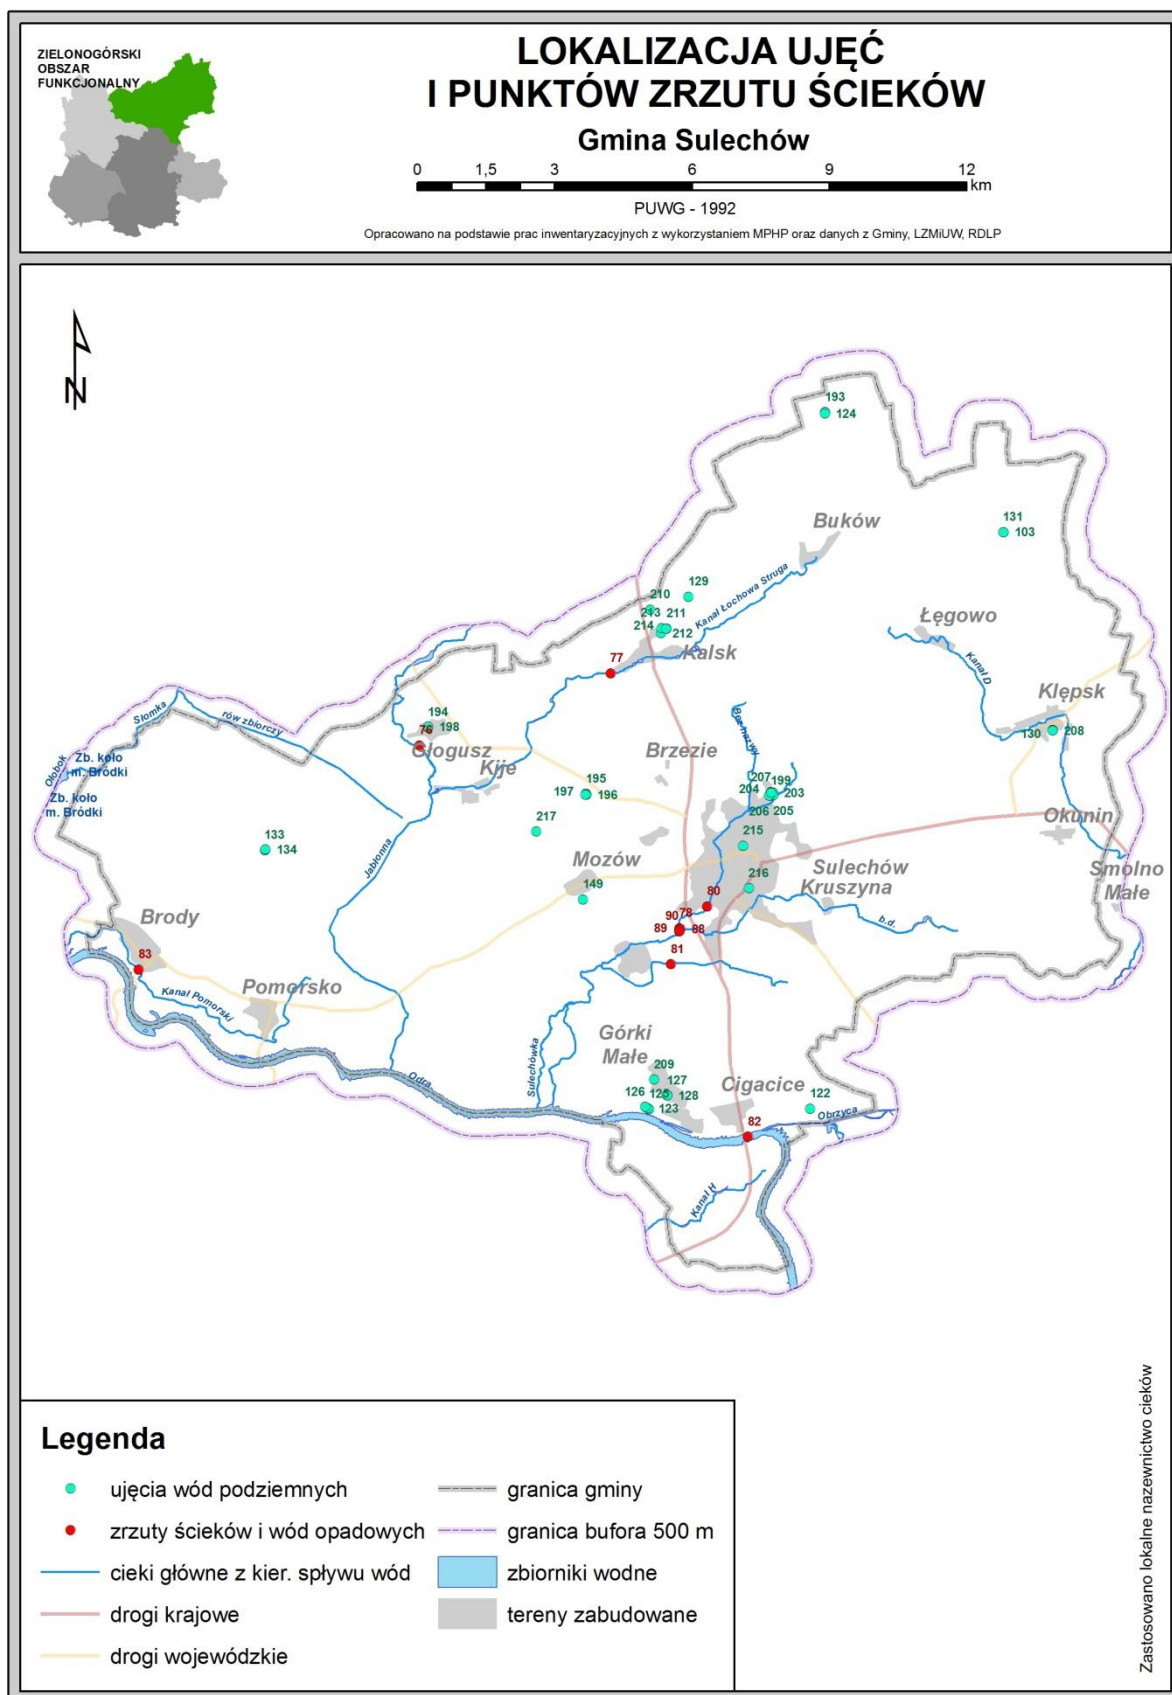 ZIELONOGÓRSKI
OBSZAR
FUNKCJONALNY
LOKALIZACJA UJĘĆ
I PUNKTÓW ZRZUTU ŚCIEKÓW
Gmina Sulechów
0 1,5 3 6 9 12
km
PUWG - 1992
Opracowano na podstawie prac inwentaryzacyjnych z wykorzystaniem MPHP oraz danych z Gminy, LZMiUW, RDLP
N
193
124
131
103
Buków
129
210
213 211
214 212
Kanał Łochowa Struga
Łęgowo
Kalsk
77
Kanał D
Klępsk
130 208
Słomka
rów zbiorczy
194
76 198
Głogusz
Kije
Bez nazwy
Brzezie
Ołobok
Zb. koło
m. Bródki
Zb. koło
m. Bródki
195
197 196
207 199
204 203
206 205
217
215
Okunin
133
134
Jabłonna
Mozów
149
216
Sulechów
Kruszyna
Smolno
Małe
80
Brody
90 78
89 88
b.d.
81
83
Pomorsko
Kanał Pomorski
Górki
Małe
Sulechówka
Odra
209
127
126 125 128
123
Cigacice
122
Obrzyca
82
Kanał H
Legenda
ujęcia wód podziemnych
zrzuty ścieków i wód opadowych
cieki główne z kier. spływu wód
drogi krajowe
drogi wojewódzkie
granica gminy
granica bufora 500 m
zbiorniki wodne
tereny zabudowane
Zastosowano lokalne nazewnictwo cieków